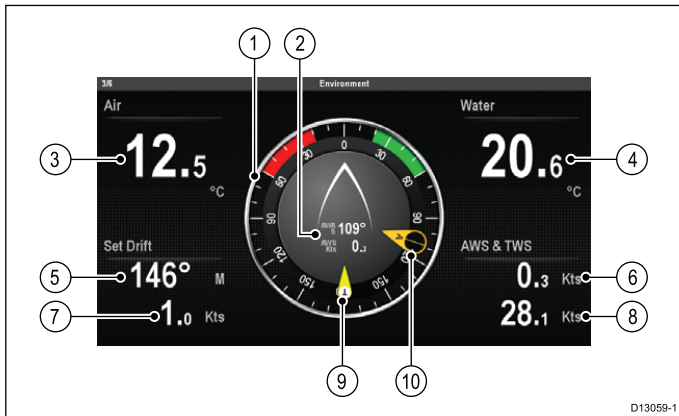 1
2
3/6
Environment
Air
Water
3
12.5
°C
20.6
°C
4
0
30
30
60
60
90
90
120
120
150
150
AWA
S
109°
AWS
Kts
0.3
A
T
Set Drift
AWS & TWS
5
146° M
0.3 Kts
6
7
1.0 Kts
28.1 Kts
8
9
10
D13059-1